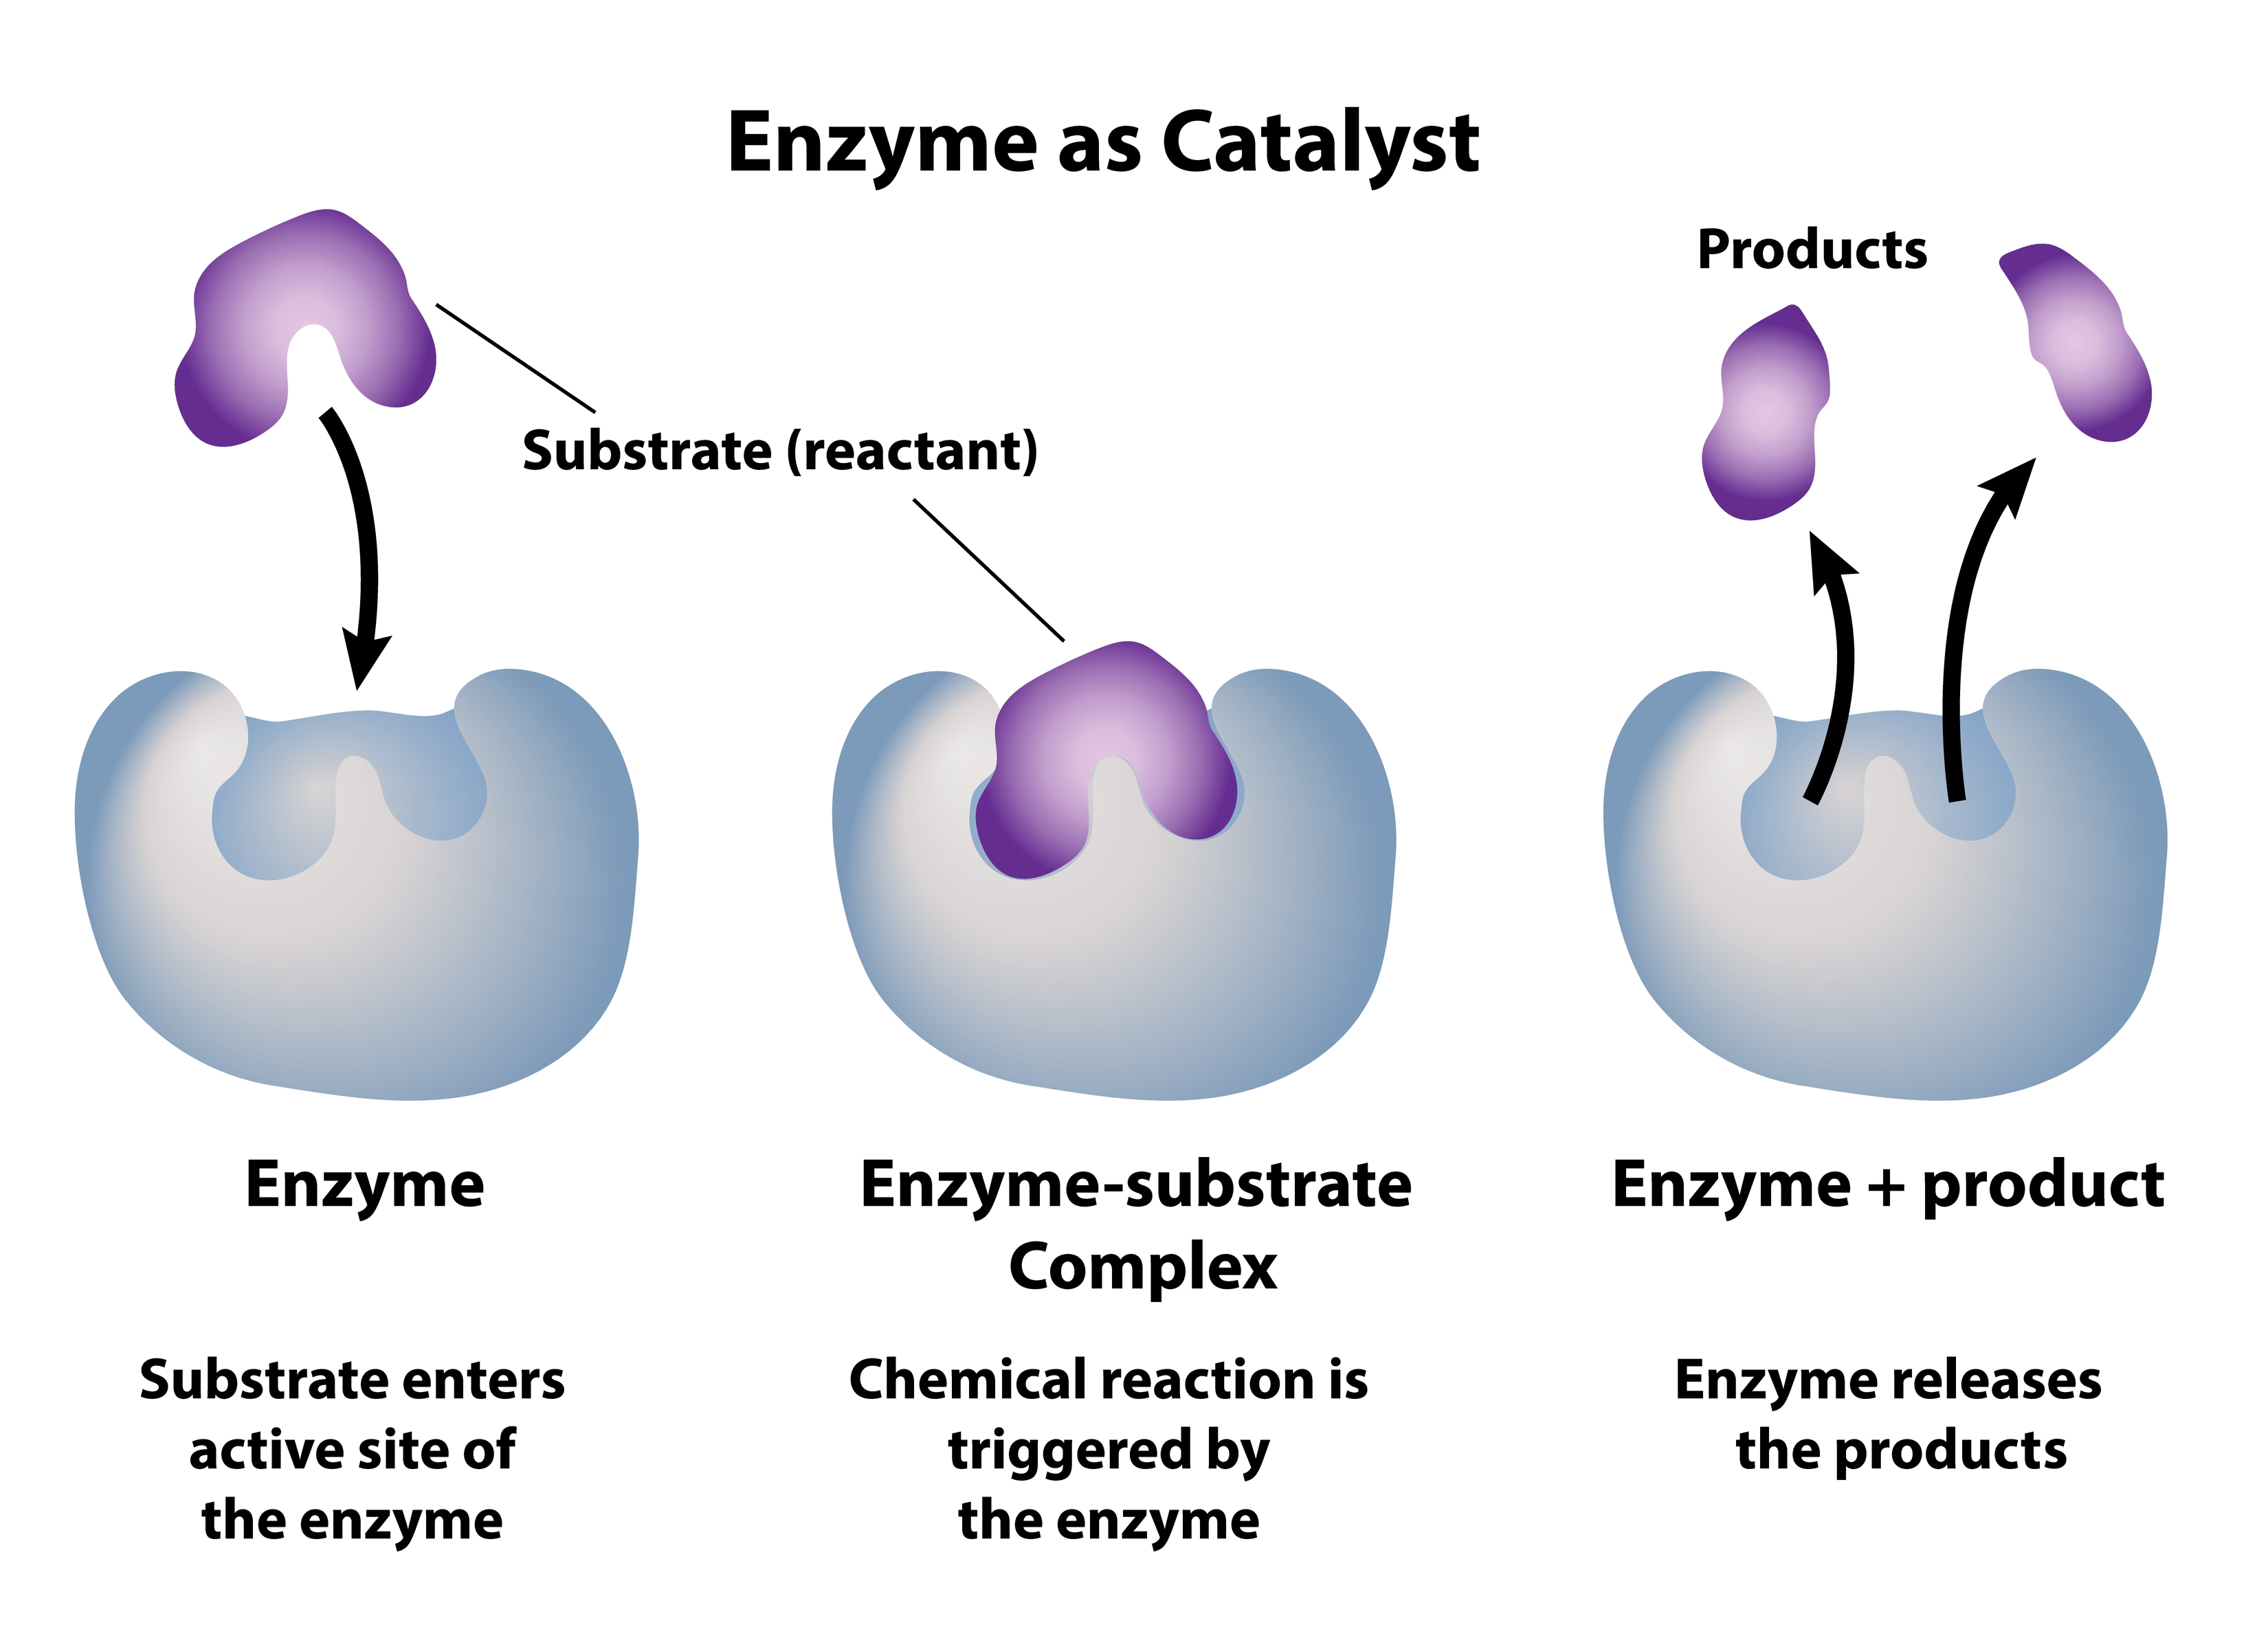 Enzyme as Catalyst
Products
Substrate (reactant)
Enzyme
Substrate enters
active site of
the enzyme
Enzyme-substrate
Complex
Chemical reaction is
triggered by
the enzyme
Enzyme + product
Enzyme releases
the products